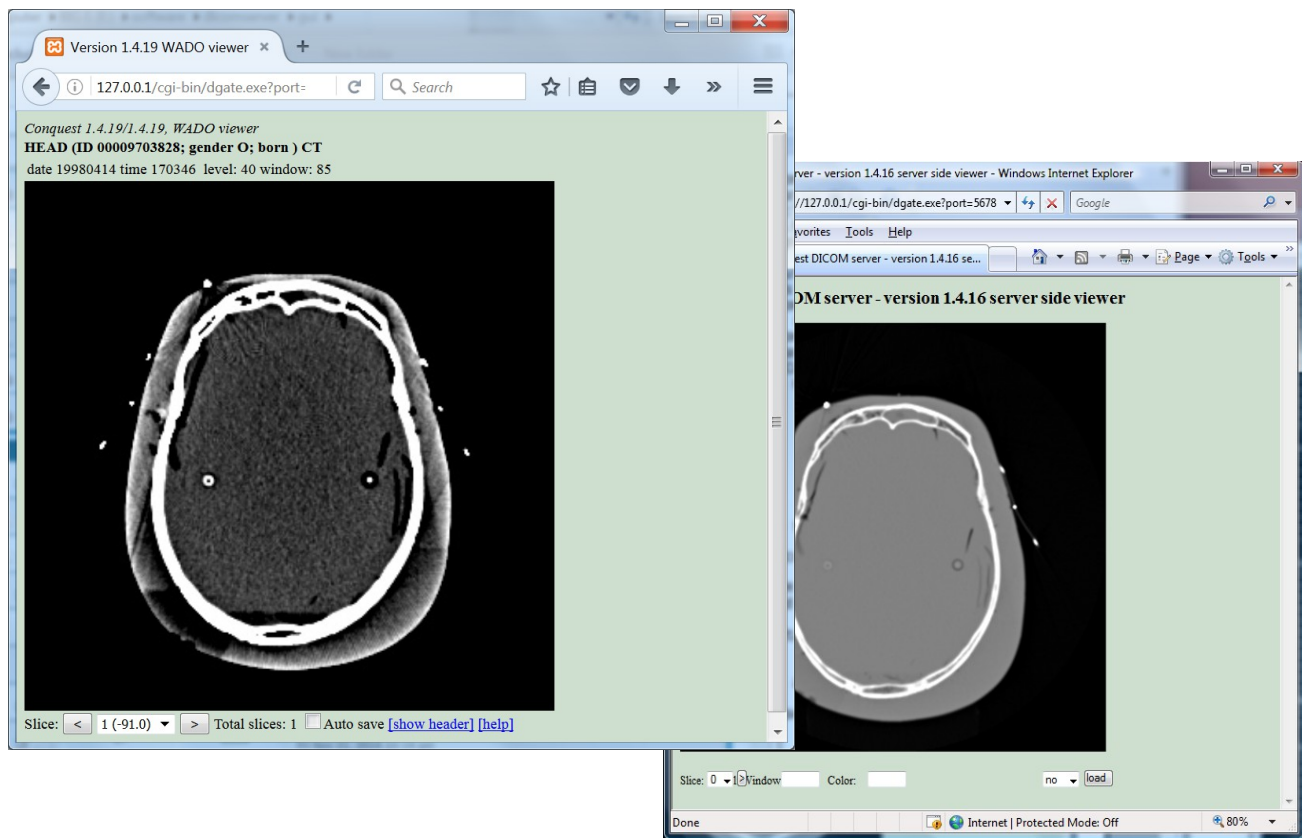 Version 1.4.19 WADO viewer
127.0.0.1/cgi-bin/dgate.exe?port=
Search
Conquest 1.4.19/1.4.19, WADO viewer
HEAD (ID 00009703828; gender O; born ) CT
date 19980414 time 170346 level: 40 window: 85
Slice: < 1 (-91.0) > Total slices: 1 Auto save [show header] [help]
- version 1.4.16 server side viewer - Windows Internet Explorer
//127.0.0.1/cgi-bin/dgate.exe?port=5678
Google
Tools Help
DICOM server - version 1.4.16 se...
Page Tools
server - version 1.4.16 server side viewer
Slice: 0 Window Color: no load
Done Internet | Protected Mode: Off 80%